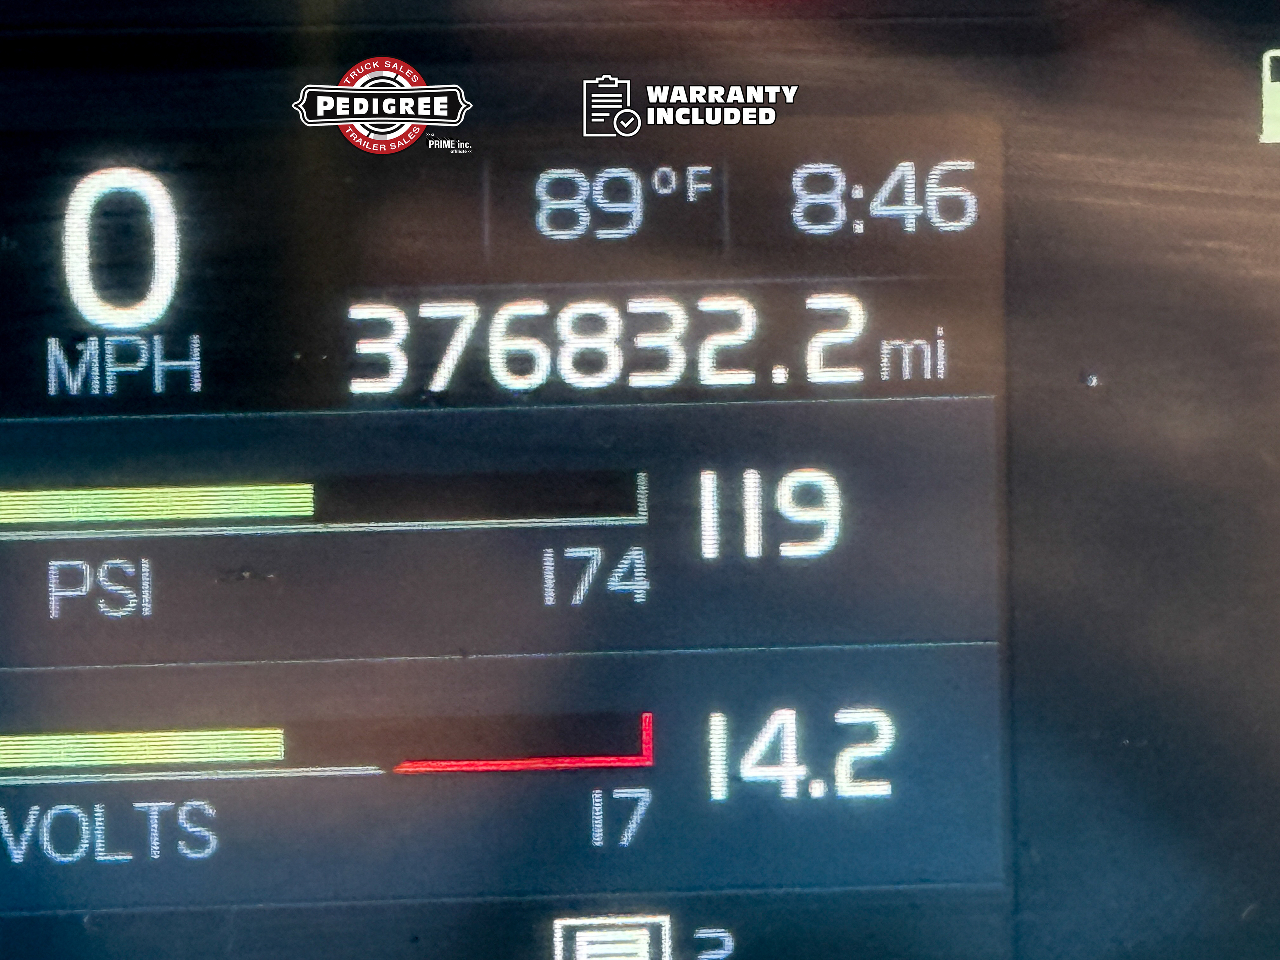 TRUCK SALES
PEDIGREE
TRAILER SALES
PRIME inc.
WARRANTY
INCLUDED
0
MPH
89°F
8:46
376832.2 mi
119
PSI
174
14.2
VOLTS
17